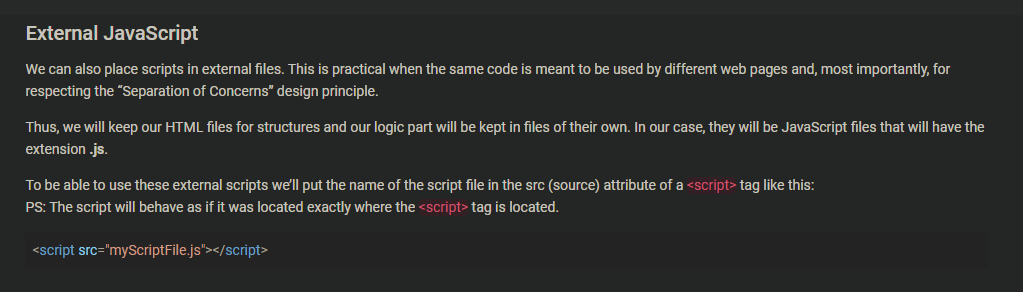 External JavaScript
We can also place scripts in external files. This is practical when the same code is meant to be used by different web pages and, most importantly, for
respecting the “Separation of Concerns” design principle.
Thus, we will keep our HTML files for structures and our logic part will be kept in files of their own. In our case, they will be JavaScript files that will have the
extension .js.
To be able to use these external scripts we’ll put the name of the script file in the src (source) attribute of a <script> tag like this:
PS: The script will behave as if it was located exactly where the <script> tag is located.
<script src="myScriptFile.js"></script>